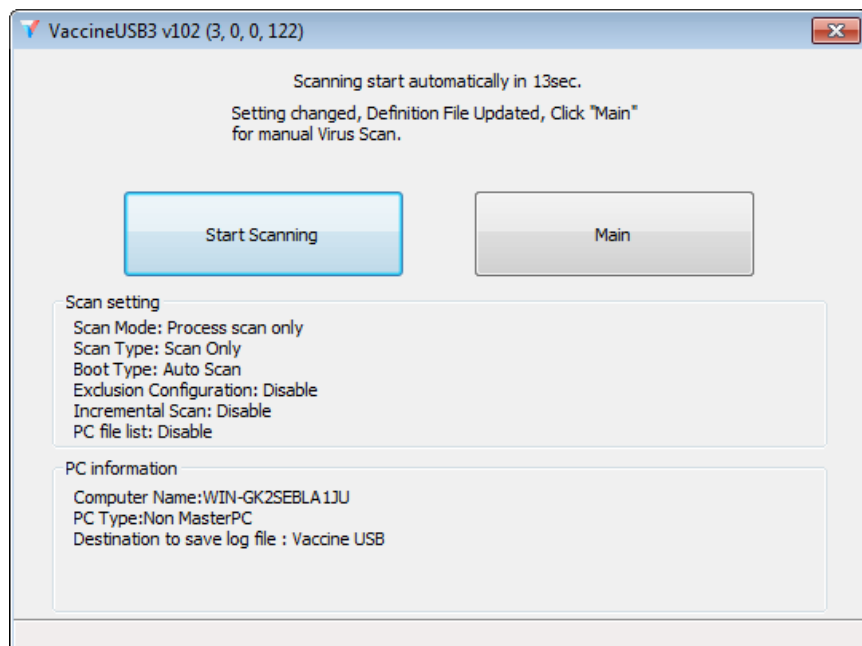 VaccineUSB3 v102 (3, 0, 0, 122)
Scanning start automatically in 13sec.
Setting changed, Definition File Updated, Click "Main"
for manual Virus Scan.
Start Scanning
Main
Scan setting
Scan Mode: Process scan only
Scan Type: Scan Only
Boot Type: Auto Scan
Exclusion Configuration: Disable
Incremental Scan: Disable
PC file list: Disable
PC information
Computer Name:WIN-GK2SEBLA1JU
PC Type:Non MasterPC
Destination to save log file : Vaccine USB